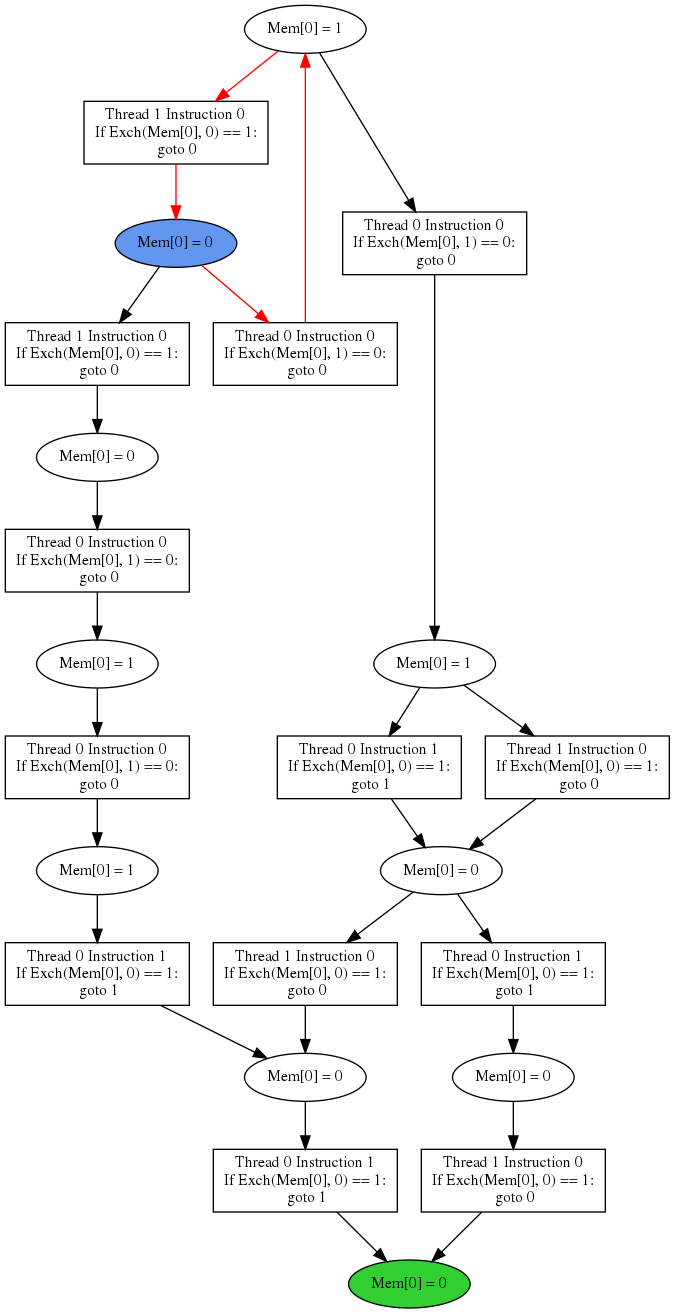 Mem[0] = 1
Thread 1 Instruction 0
If Exch(Mem[0], 0) == 1:
goto 0
Thread 0 Instruction 0
If Exch(Mem[0], 1) == 0:
goto 0
Mem[0] = 0
Thread 1 Instruction 0
If Exch(Mem[0], 0) == 1:
goto 0
Thread 0 Instruction 0
If Exch(Mem[0], 1) == 0:
goto 0
Mem[0] = 0
Thread 0 Instruction 0
If Exch(Mem[0], 1) == 0:
goto 0
Mem[0] = 1
Mem[0] = 1
Thread 0 Instruction 0
If Exch(Mem[0], 1) == 0:
goto 0
Thread 0 Instruction 1
If Exch(Mem[0], 0) == 1:
goto 1
Thread 1 Instruction 0
If Exch(Mem[0], 0) == 1:
goto 0
Mem[0] = 1
Mem[0] = 0
Thread 0 Instruction 1
If Exch(Mem[0], 0) == 1:
goto 1
Thread 1 Instruction 0
If Exch(Mem[0], 0) == 1:
goto 0
Thread 0 Instruction 1
If Exch(Mem[0], 0) == 1:
goto 1
Mem[0] = 0
Mem[0] = 0
Thread 0 Instruction 1
If Exch(Mem[0], 0) == 1:
goto 1
Thread 1 Instruction 0
If Exch(Mem[0], 0) == 1:
goto 0
Mem[0] = 0